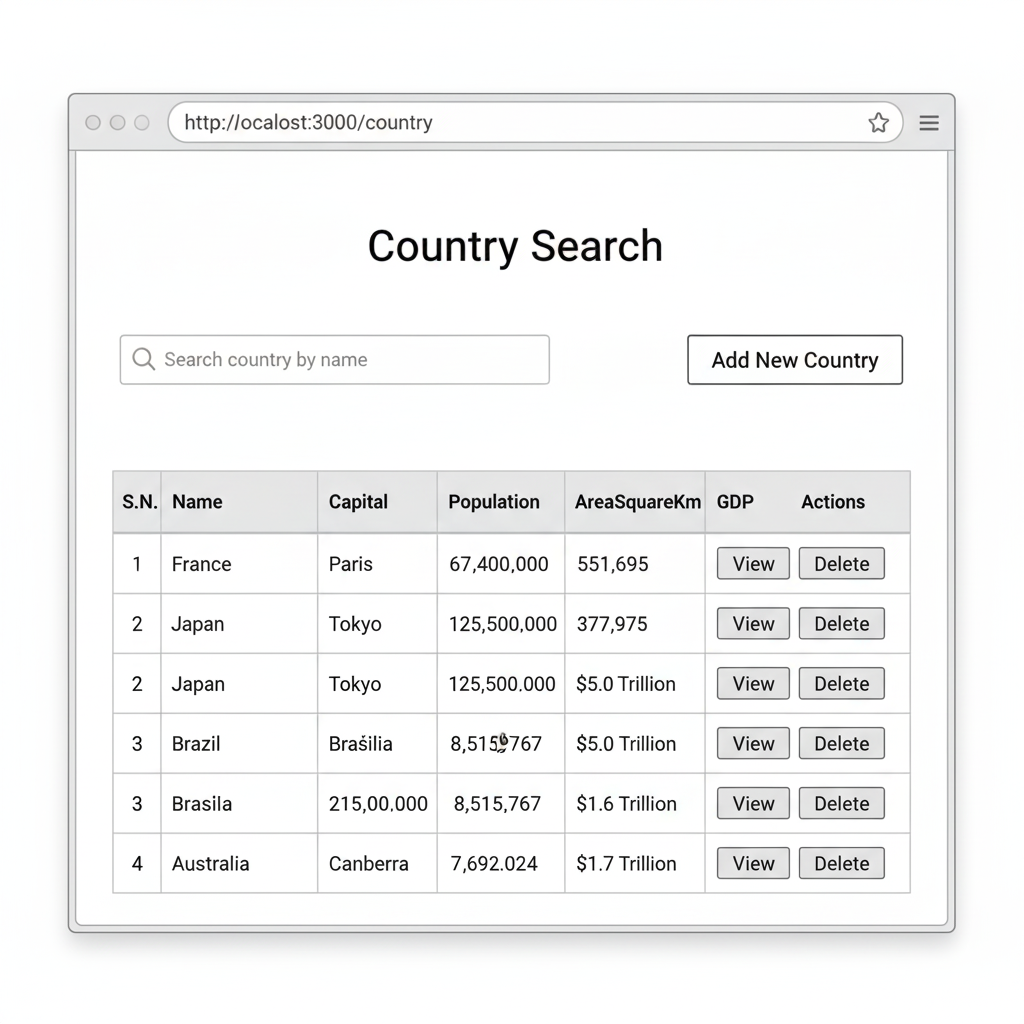 http:/ocalost:3000/country
Country Search
Search country by name
Add New Country
S.N. Name Capital Population AreaSquareKm GDP Actions
1 France Paris 67,400,000 551,695 View Delete
2 Japan Tokyo 125,500,000 377,975 View Delete
2 Japan Tokyo 125,500.000 $5.0 Trillion View Delete
3 Brazil Brašilia $5.0 Trillion View Delete
3 Brasila 215,00.000 8,515,767 $1.6 Trillion View Delete
4 Australia Canberra 7,692.024 $1.7 Trillion View Delete